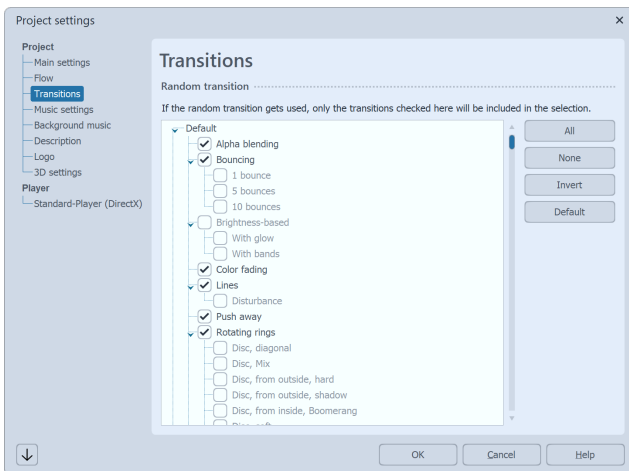 Project settings
Project
Main settings
Flow
Transitions
Music settings
Background music
Description
Logo
3D settings
Player
Standard-Player (DirectX)
Transitions
Random transition
If the random transition gets used, only the transitions checked here will be included in the selection.
Default
Alpha blending
Bouncing
1 bounce
5 bounces
10 bounces
Brightness-based
With glow
With bands
Color fading
Lines
Disturbance
Push away
Rotating rings
Disc, diagonal
Disc, Mix
Disc, from outside, hard
Disc, from outside, shadow
Disc, from inside, Boomerang
All
None
Invert
Default
OK
Cancel
Help